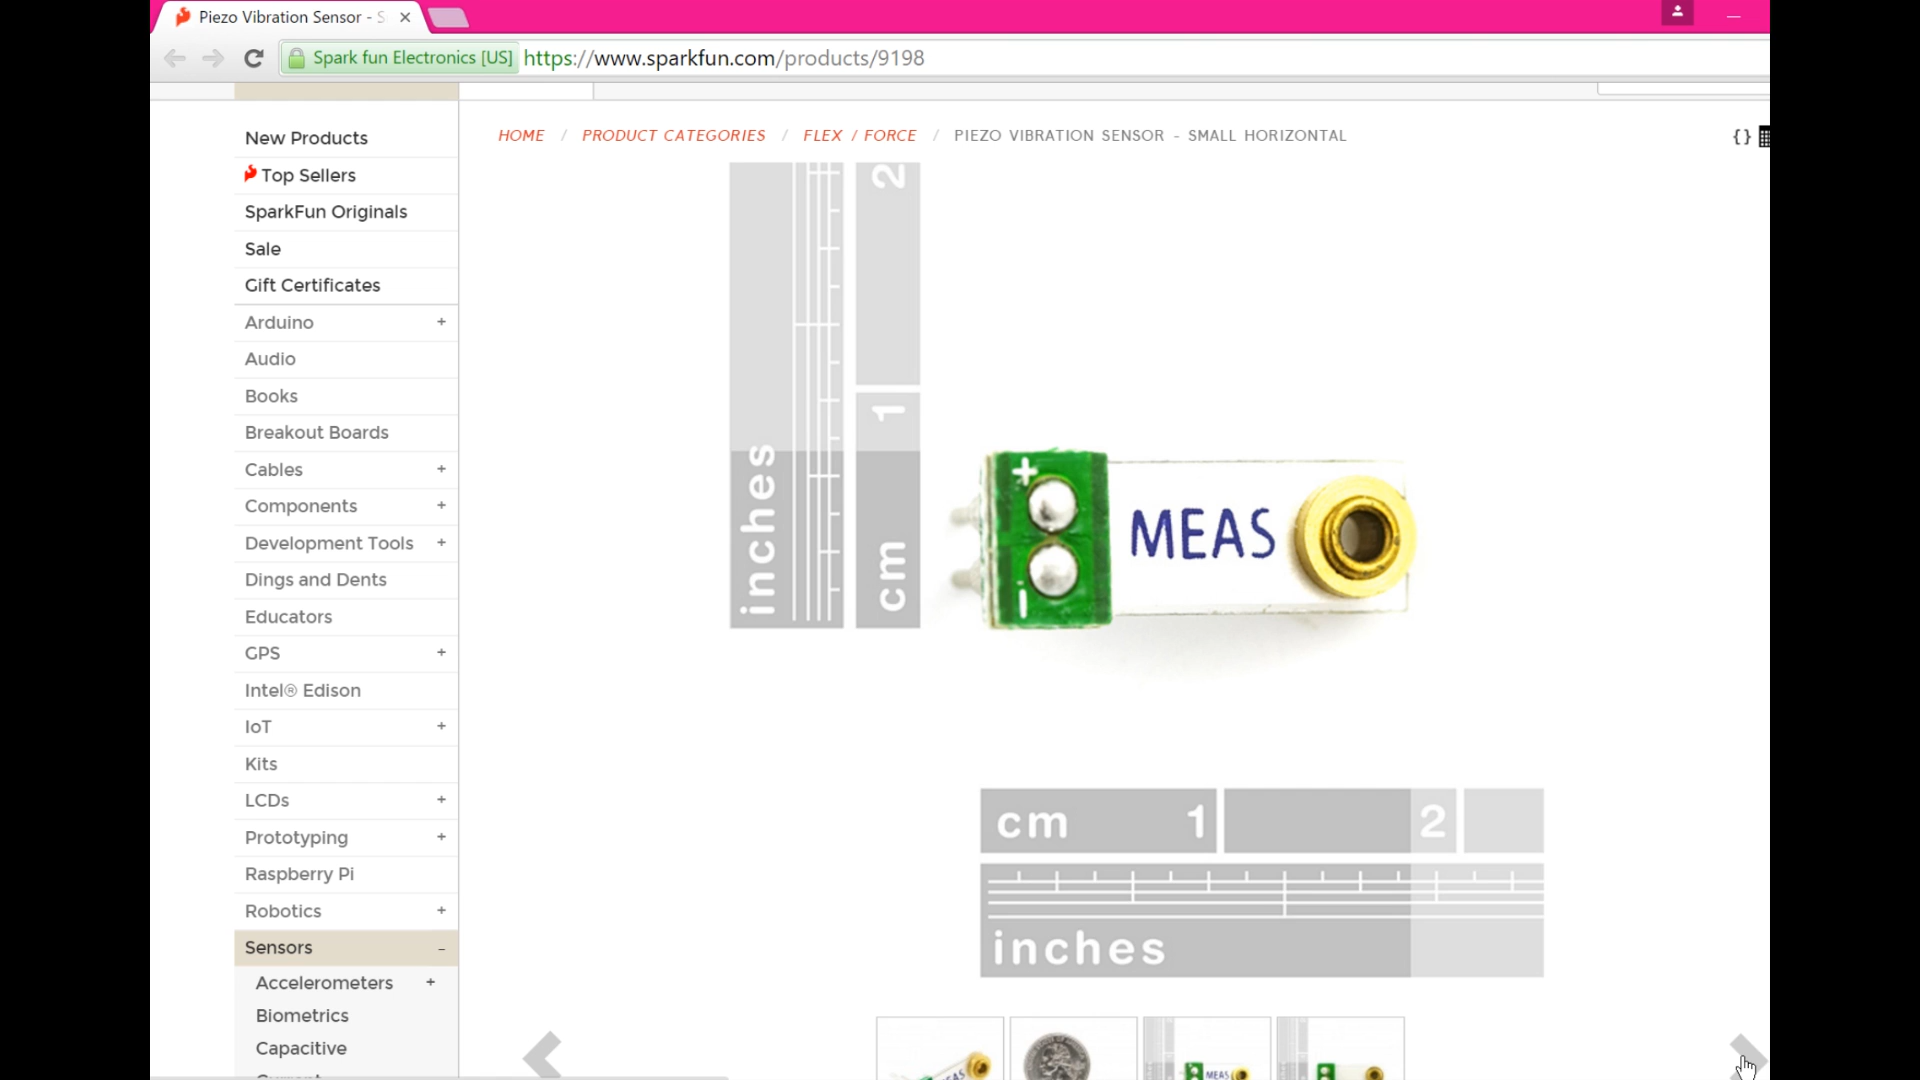 Piezo Vibration Sensor - S
Spark fun Electronics [US] https://www.sparkfun.com/products/9198
HOME / PRODUCT CATEGORIES / FLEX / FORCE / PIEZO VIBRATION SENSOR - SMALL HORIZONTAL
{}
New Products
Top Sellers
SparkFun Originals
Sale
Gift Certificates
Arduino +
Audio
Books
Breakout Boards
Cables +
Components +
Development Tools +
Dings and Dents
Educators
GPS +
Intel® Edison
IoT +
Kits
LCDs +
Prototyping +
Raspberry Pi
Robotics +
Sensors –
Accelerometers +
Biometrics
Capacitive
inches
cm 1 2
+
MEAS
–
cm 1 2
inches
MEAS
MEAS